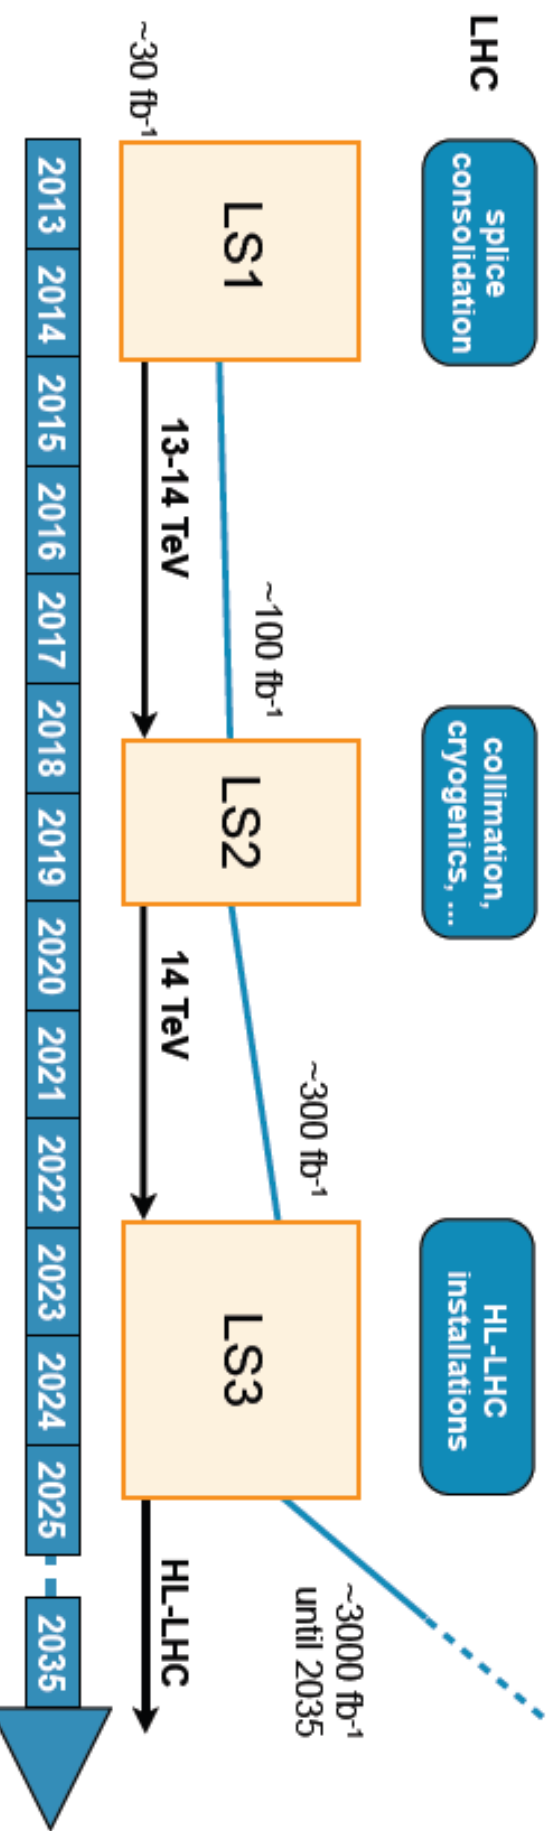 LHC
splice
consolidation
collimation,
cryogenics, ...
HL-LHC
installations
~30 fb⁻¹
LS1
13-14 TeV
~100 fb⁻¹
LS2
14 TeV
~300 fb⁻¹
LS3
HL-LHC
~3000 fb⁻¹
until 2035
2013 2014 2015 2016 2017 2018 2019 2020 2021 2022 2023 2024 2025 2035